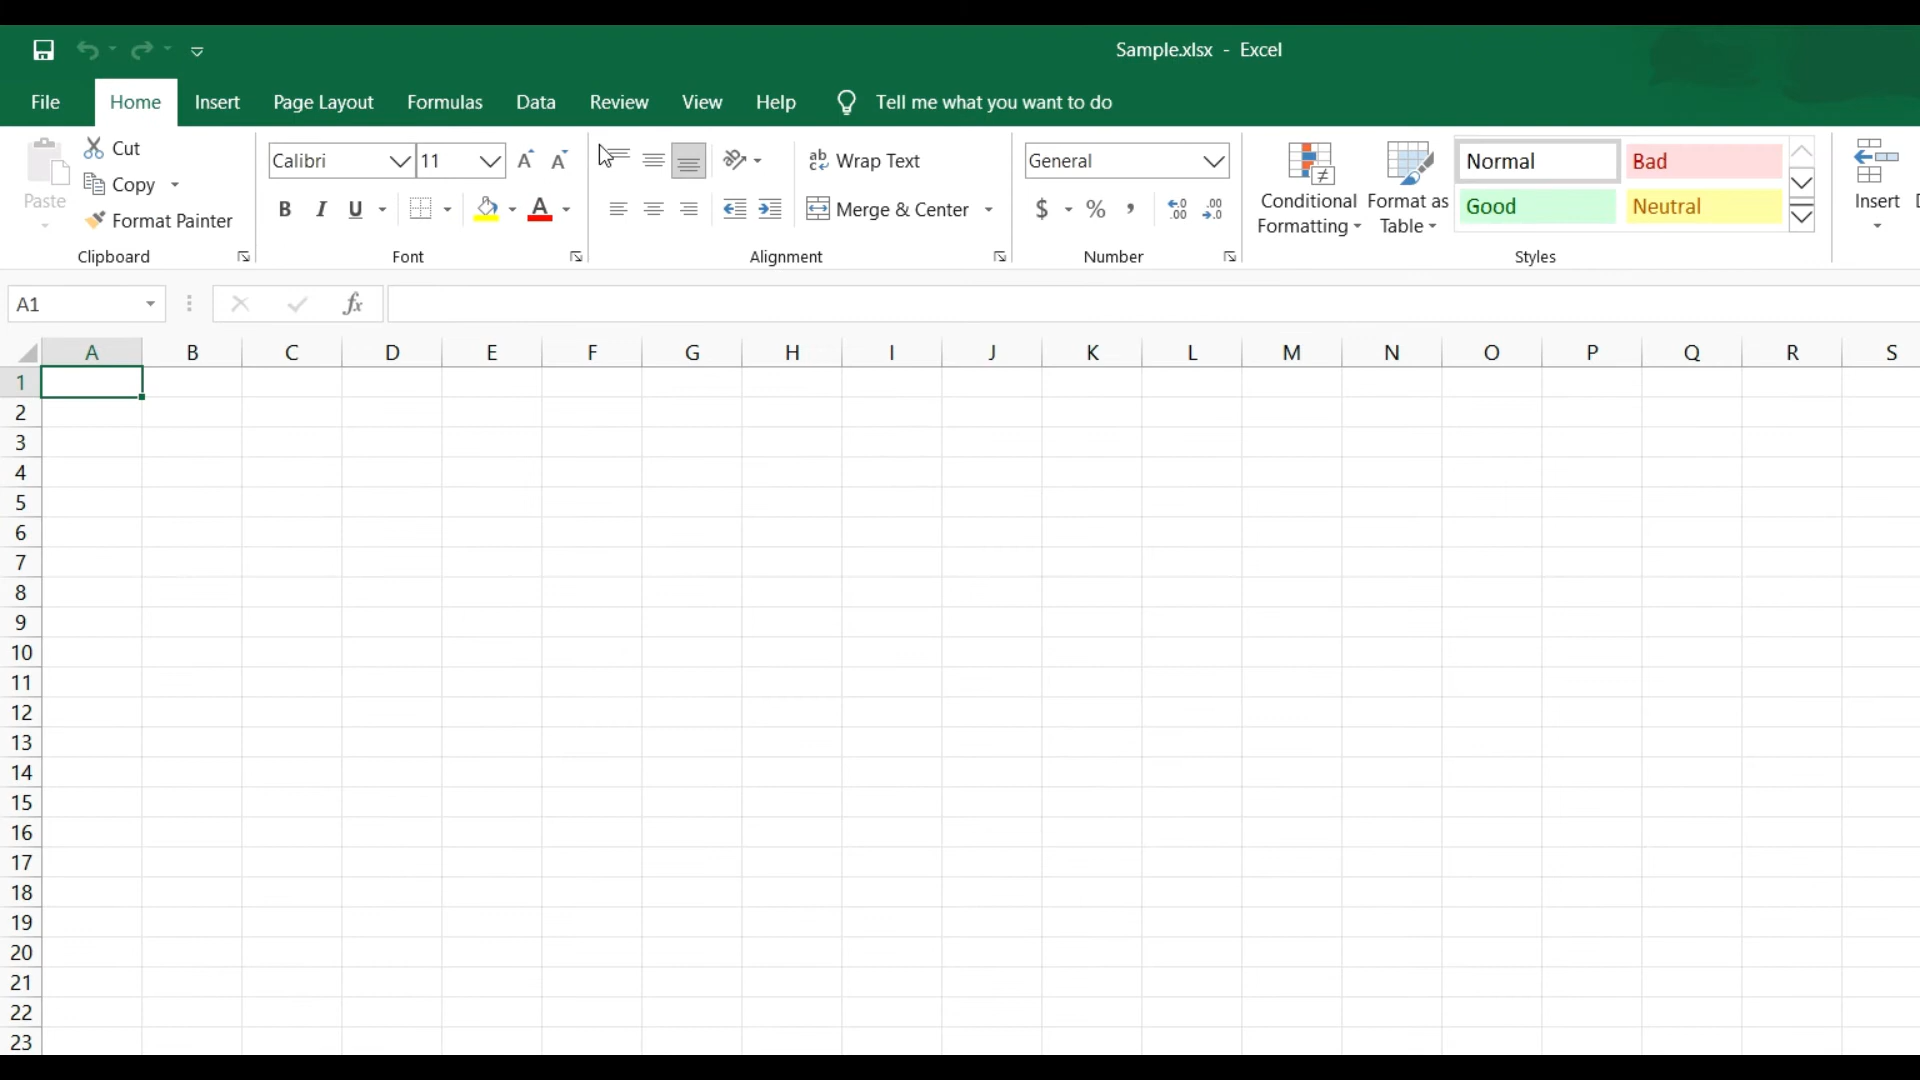 Sample.xlsx - Excel
File Home Insert Page Layout Formulas Data Review View Help Tell me what you want to do
Paste
Cut
Copy
Format Painter
Clipboard
Calibri 11
B I U A
Font
Wrap Text
Merge & Center
Alignment
General
$ % ,
Number
Conditional Formatting
Format as Table
Normal Bad
Good Neutral
Styles
Insert
A1 fx
A B C D E F G H I J K L M N O P Q R S
1
2
3
4
5
6
7
8
9
10
11
12
13
14
15
16
17
18
19
20
21
22
23